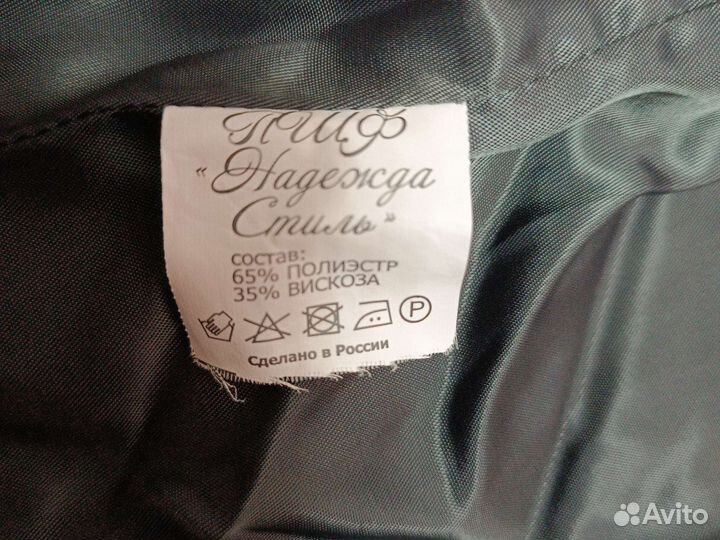 ПШФ
"Надежда
Стиль"
СОСТАВ:
65% ПОЛИЭСТР
35% ВИСКОЗА
P
Сделано в России
Avito